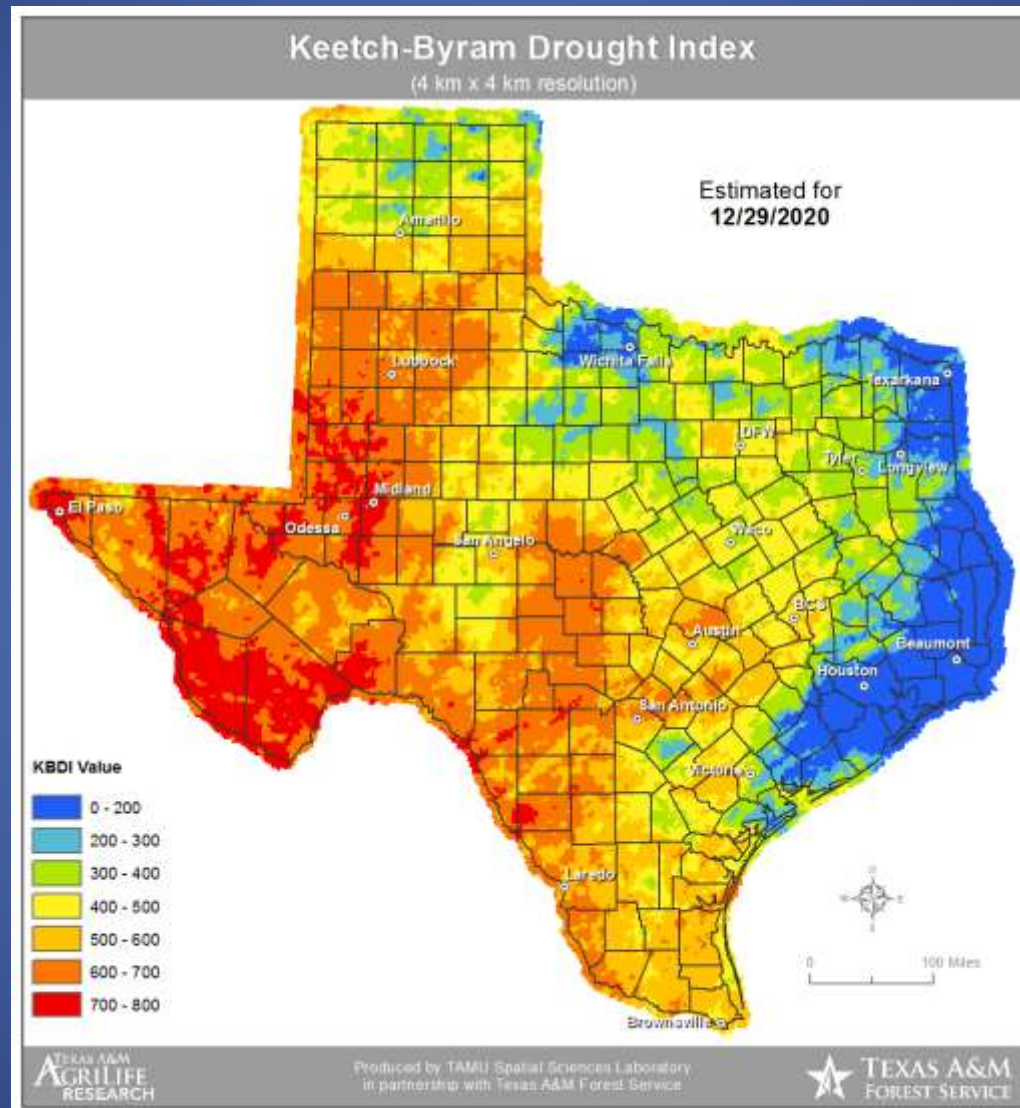 Keetch-Byram Drought Index
(4 km x 4 km resolution)
Estimated for
12/29/2020
Amarillo
Lubbock
Wichita Falls
Texarkana
DFW
Tyler
Longview
El Paso
Midland
Odessa
San Angelo
Waco
BCS
Austin
Beaumont
Houston
San Antonio
Victoria
Laredo
Brownsville
KBDI Value
0 - 200
200 - 300
300 - 400
400 - 500
500 - 600
600 - 700
700 - 800
0 100 Miles
TEXAS A&M
AGRILIFE
RESEARCH
Produced by TAMU Spatial Sciences Laboratory
in partnership with Texas A&M Forest Service
TEXAS A&M
FOREST SERVICE